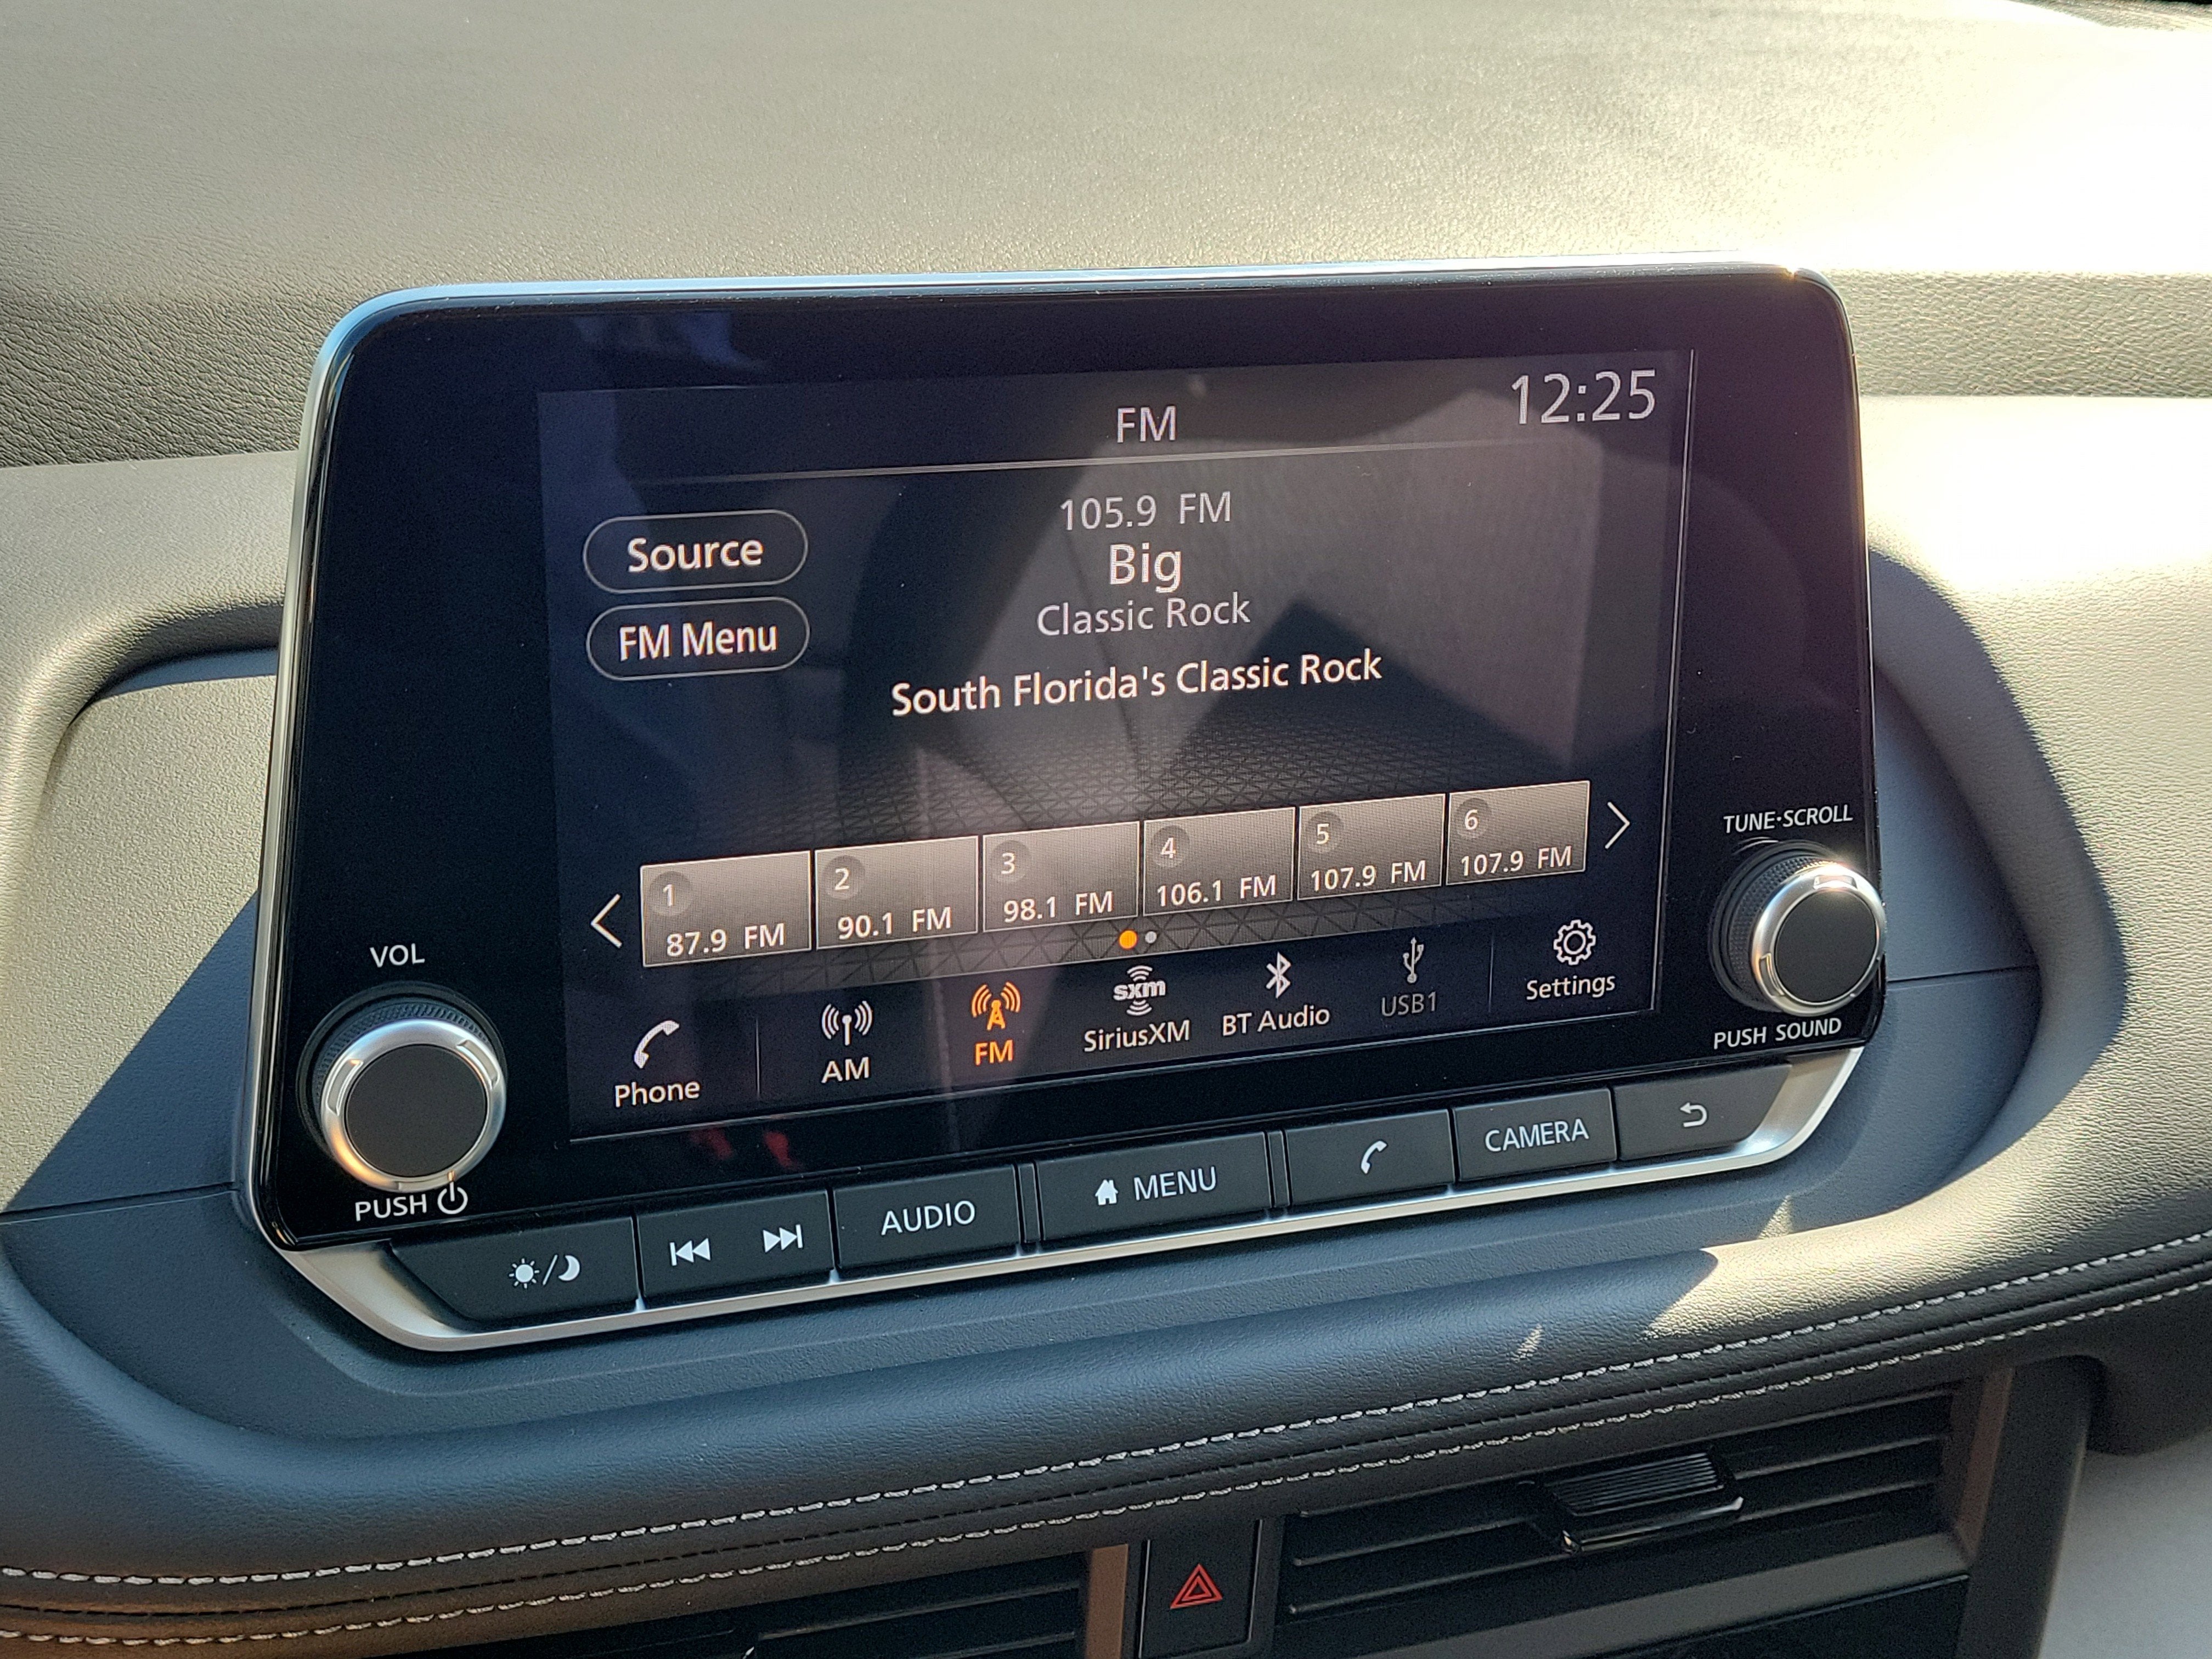 12:25
FM
105.9 FM
Big
Classic Rock
South Florida's Classic Rock
Source
FM Menu
1
87.9 FM
2
90.1 FM
3
98.1 FM
4
106.1 FM
5
107.9 FM
6
107.9 FM
Phone
AM
FM
sxm
SiriusXM
BT Audio
USB1
Settings
VOL
PUSH
TUNE·SCROLL
PUSH SOUND
AUDIO
MENU
CAMERA